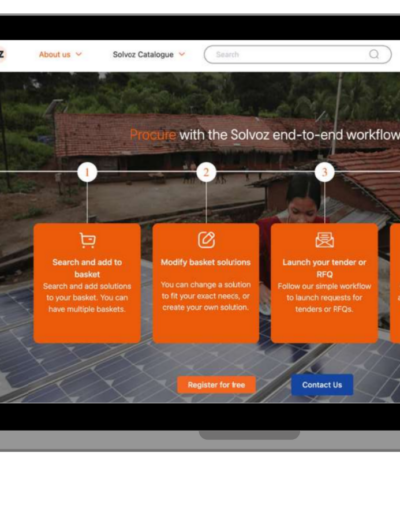 Z About us Solvoz Catalogue Search
Procure with the Solvoz end-to-end workflow
1 2 3
Search and add to
basket
Search and add solutions
to your basket. You can
have multiple baskets.
Modify basket solutions
You can change a solution
to fit your exact needs, or
create your own solution.
Launch your tender or
RFQ
Follow our simple workflow
to launch requests for
tenders or RFQs.
Register for free
Contact Us